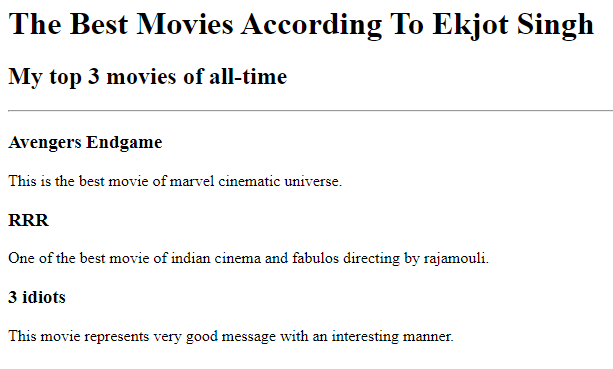 The Best Movies According To Ekjot Singh
My top 3 movies of all-time
Avengers Endgame
This is the best movie of marvel cinematic universe.
RRR
One of the best movie of indian cinema and fabulos directing by rajamouli.
3 idiots
This movie represents very good message with an interesting manner.